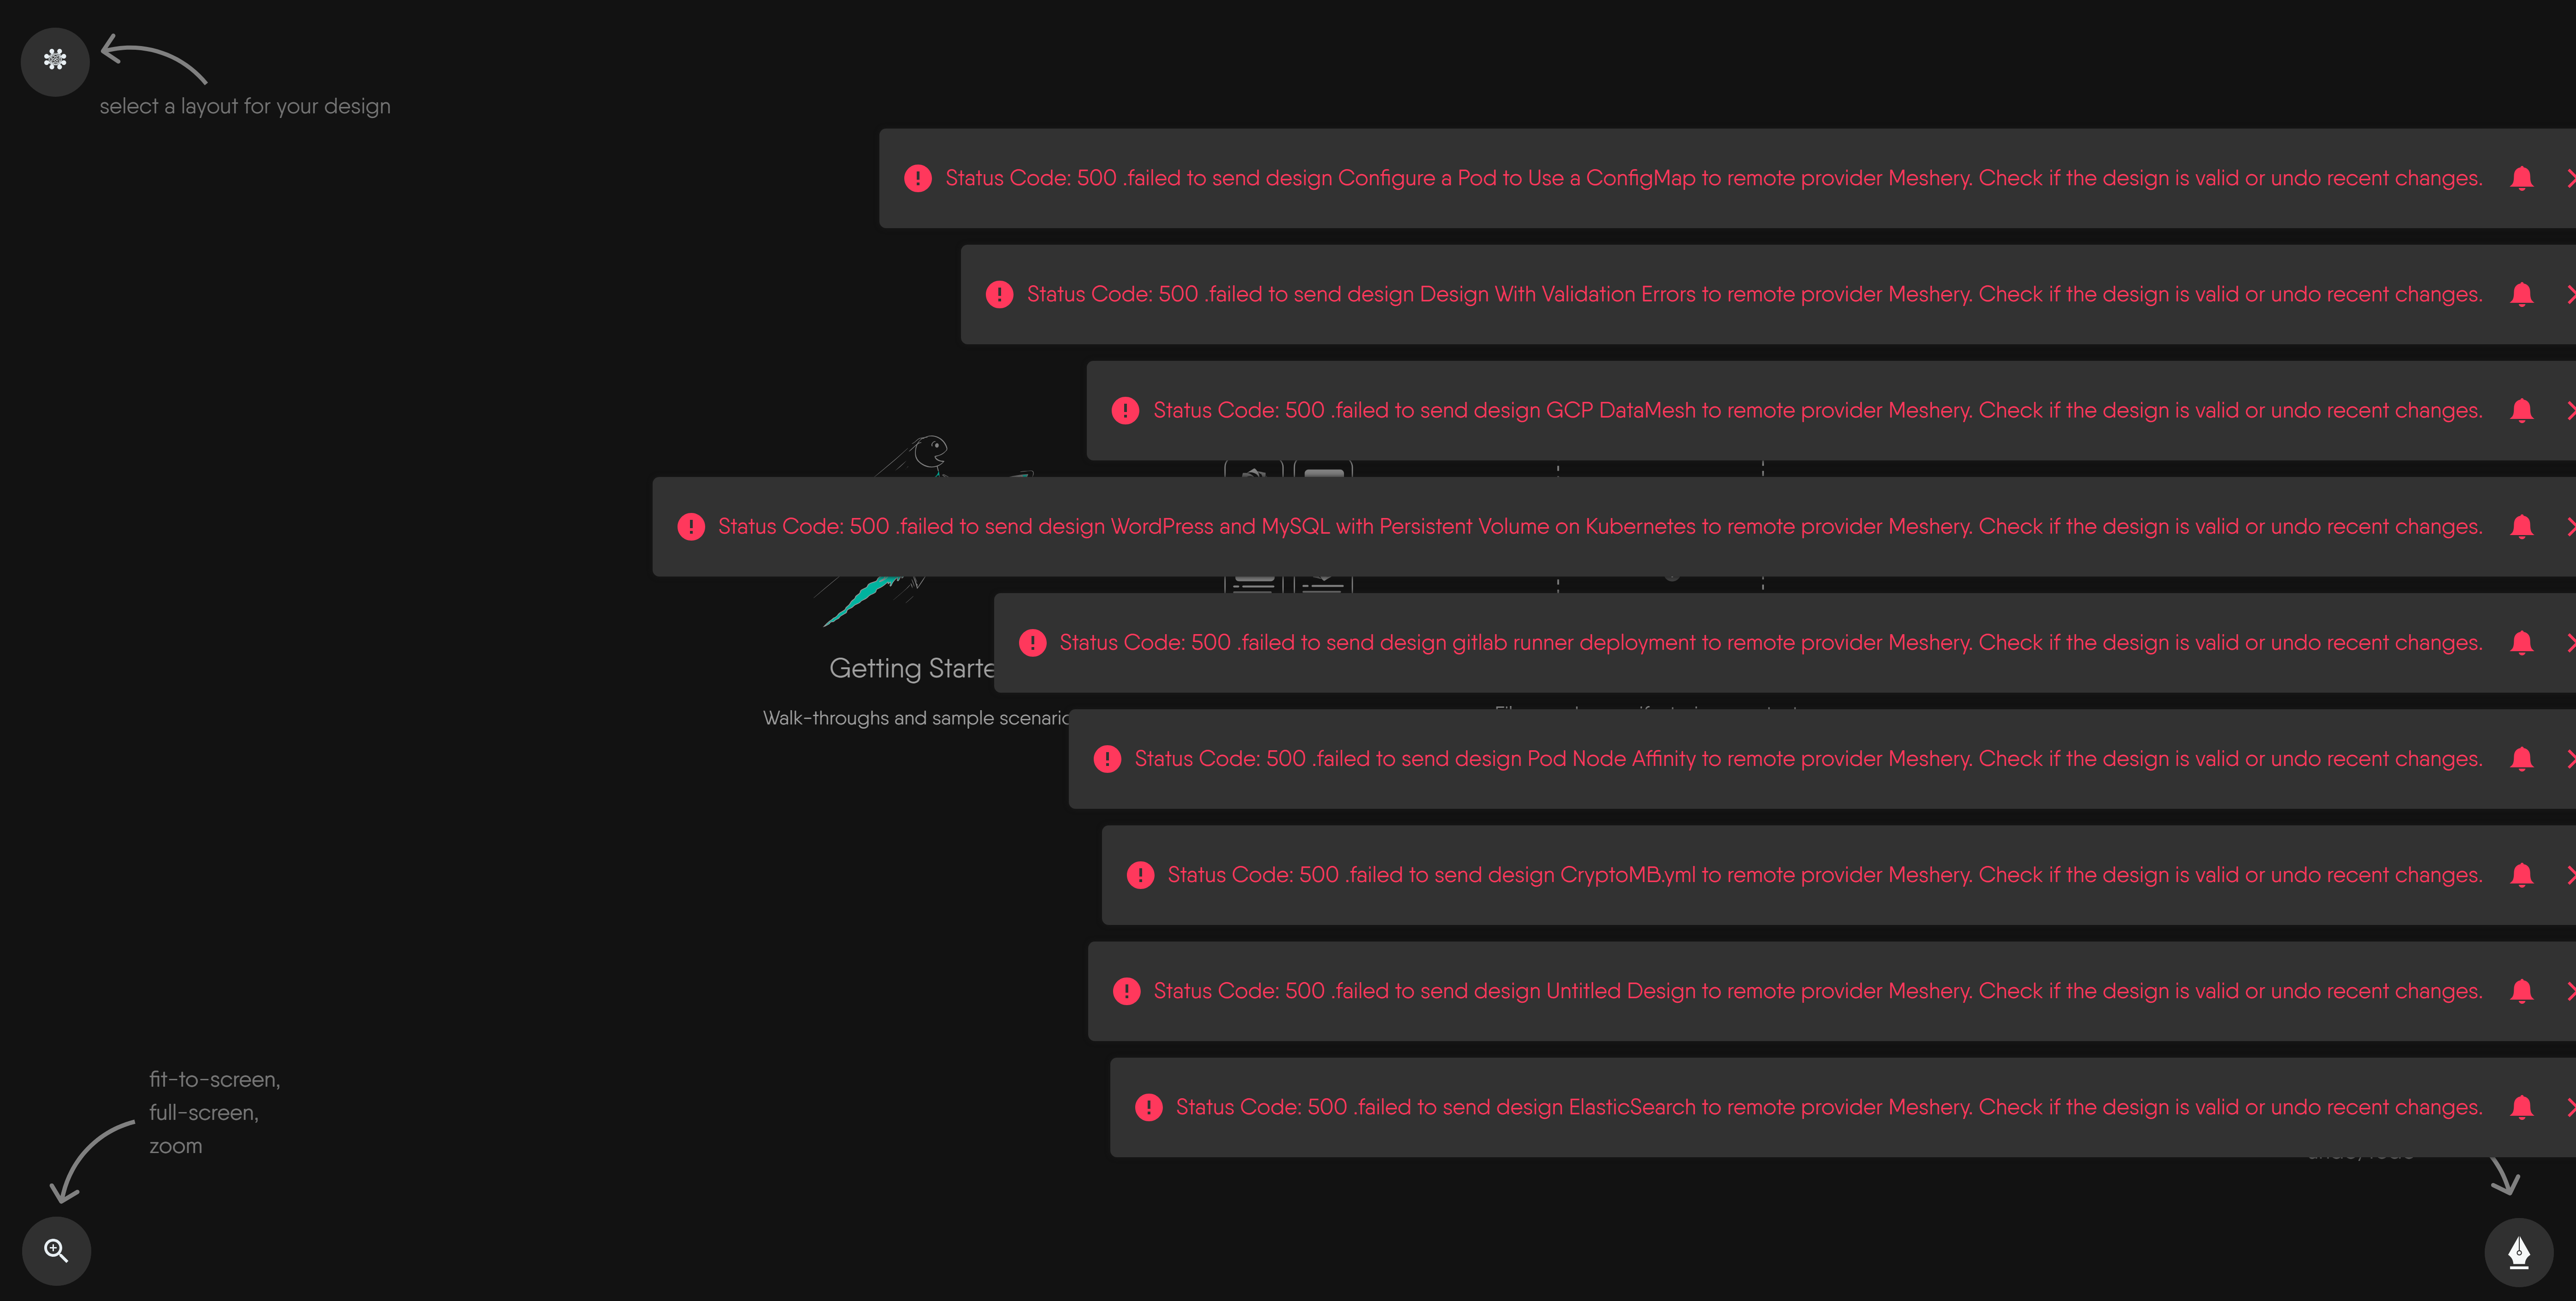 select a layout for your design
Status Code: 500 .failed to send design Configure a Pod to Use a ConfigMap to remote provider Meshery. Check if the design is valid or undo recent changes.
Status Code: 500 .failed to send design Design With Validation Errors to remote provider Meshery. Check if the design is valid or undo recent changes.
Status Code: 500 .failed to send design GCP DataMesh to remote provider Meshery. Check if the design is valid or undo recent changes.
Status Code: 500 .failed to send design WordPress and MySQL with Persistent Volume on Kubernetes to remote provider Meshery. Check if the design is valid or undo recent changes.
Status Code: 500 .failed to send design gitlab runner deployment to remote provider Meshery. Check if the design is valid or undo recent changes.
Getting Starte
Walk-throughs and sample scenario
Status Code: 500 .failed to send design Pod Node Affinity to remote provider Meshery. Check if the design is valid or undo recent changes.
Status Code: 500 .failed to send design CryptoMB.yml to remote provider Meshery. Check if the design is valid or undo recent changes.
Status Code: 500 .failed to send design Untitled Design to remote provider Meshery. Check if the design is valid or undo recent changes.
Status Code: 500 .failed to send design ElasticSearch to remote provider Meshery. Check if the design is valid or undo recent changes.
fit-to-screen,
full-screen,
zoom